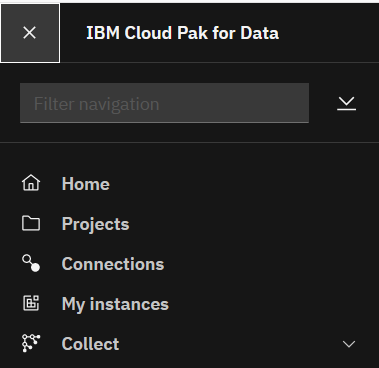 IBM Cloud Pak for Data
Filter navigation
Home
Projects
Connections
My instances
Collect